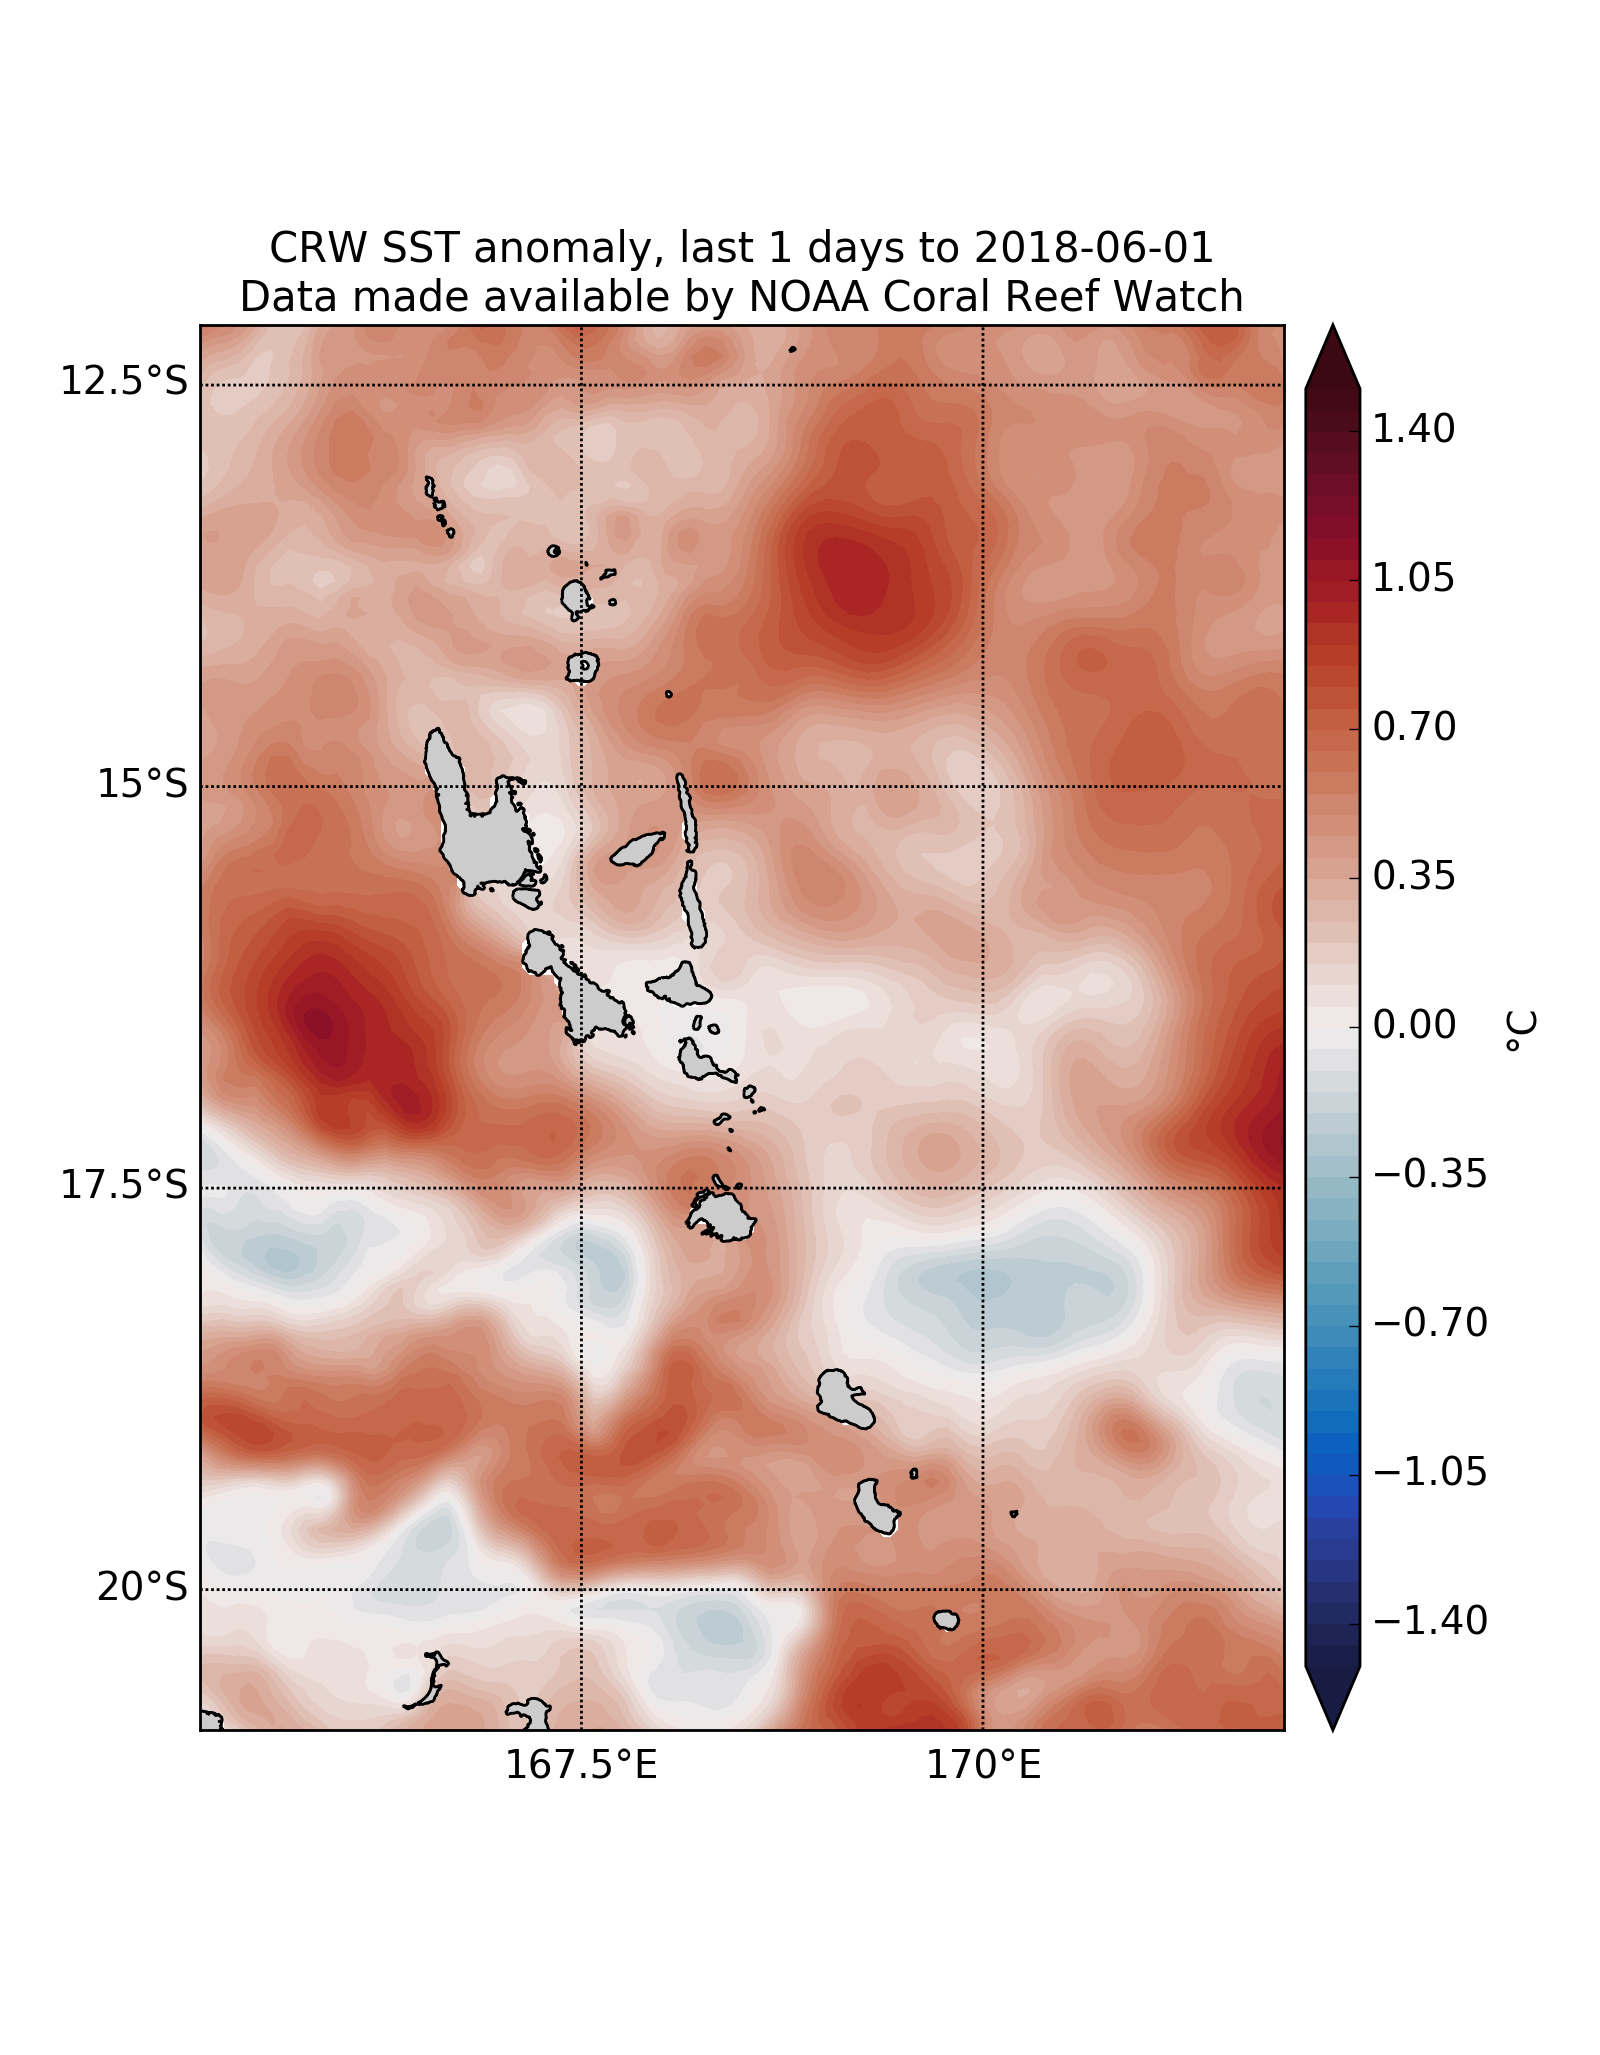 CRW SST anomaly, last 1 days to 2018-06-01
Data made available by NOAA Coral Reef Watch
12.5°S
15°S
17.5°S
20°S
167.5°E
170°E
1.40
1.05
0.70
0.35
0.00
−0.35
−0.70
−1.05
−1.40
°C